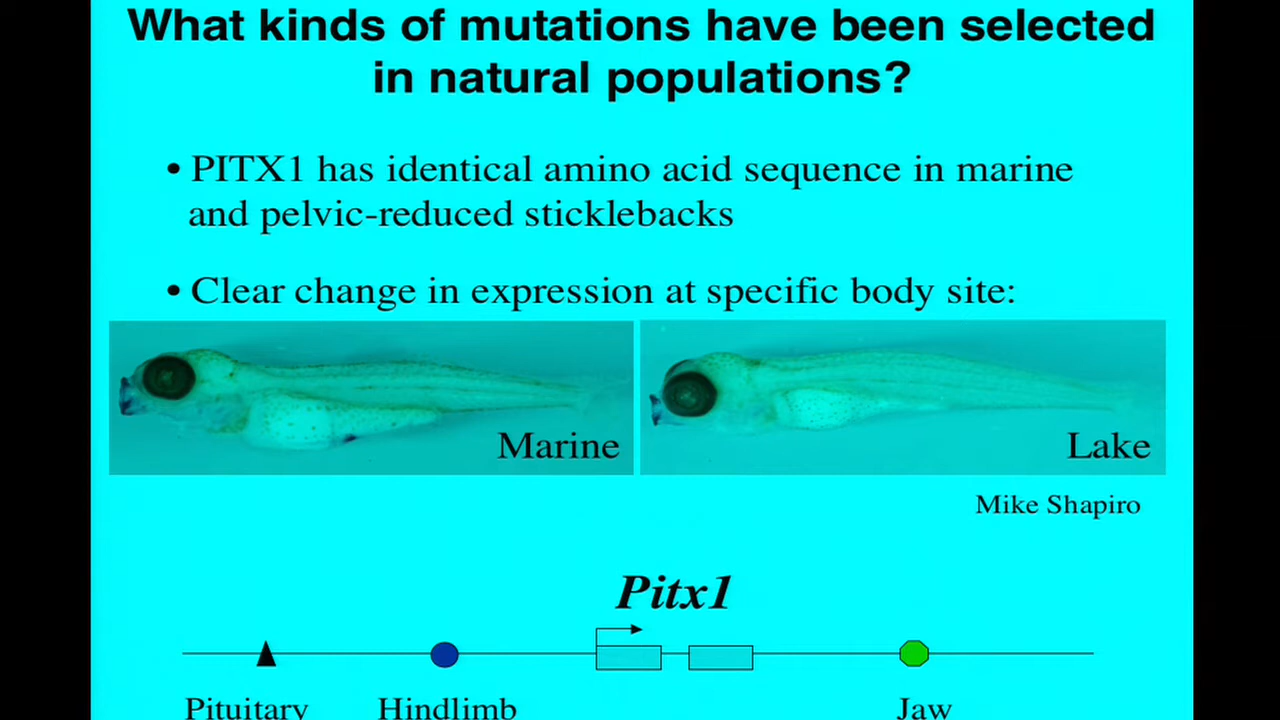 What kinds of mutations have been selected
in natural populations?
• PITX1 has identical amino acid sequence in marine
and pelvic-reduced sticklebacks
• Clear change in expression at specific body site:
Marine
Lake
Mike Shapiro
Pitx1
Pituitary Hindlimb Jaw